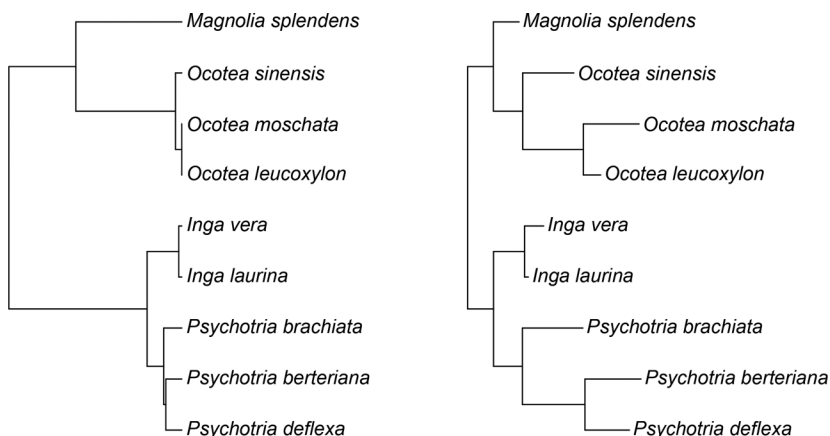 Magnolia splendens
Ocotea sinensis
Ocotea moschata
Ocotea leucoxylon
Inga vera
Inga laurina
Psychotria brachiata
Psychotria berteriana
Psychotria deflexa
Magnolia splendens
Ocotea sinensis
Ocotea moschata
Ocotea leucoxylon
Inga vera
Inga laurina
Psychotria brachiata
Psychotria berteriana
Psychotria deflexa